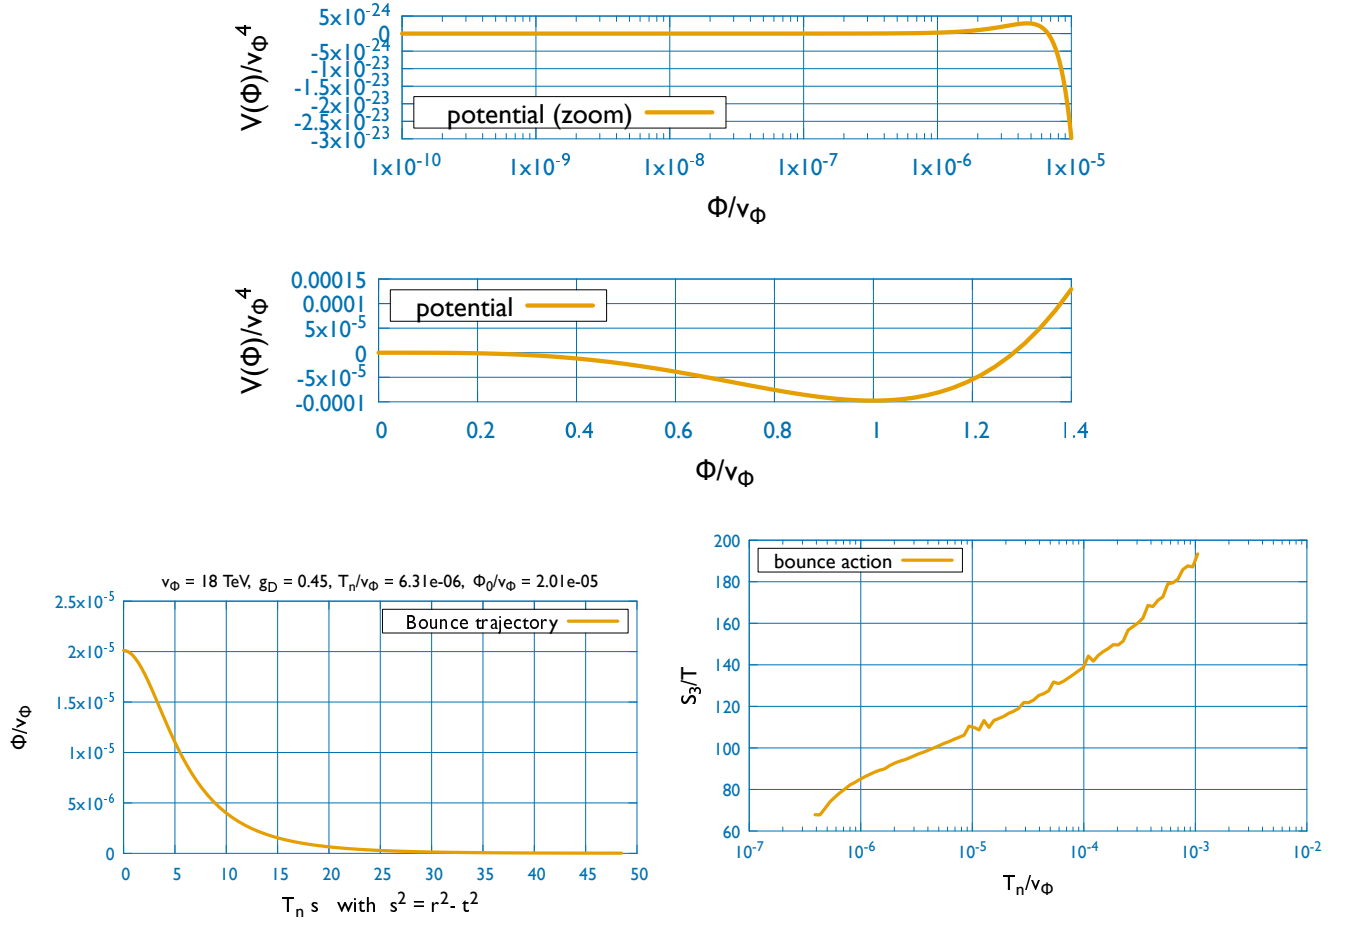 V(Φ)/vΦ⁴
5x10⁻²⁴
0
-5x10⁻²⁴
-1x10⁻²³
-1.5x10⁻²³
-2x10⁻²³
-2.5x10⁻²³
-3x10⁻²³
potential (zoom)
1x10⁻¹⁰ 1x10⁻⁹ 1x10⁻⁸ 1x10⁻⁷ 1x10⁻⁶ 1x10⁻⁵
Φ/vΦ
V(Φ)/vΦ⁴
0.00015
0.0001
5x10⁻⁵
0
-5x10⁻⁵
-0.0001
potential
0 0.2 0.4 0.6 0.8 1 1.2 1.4
Φ/vΦ
vΦ = 18 TeV, gD = 0.45, Tn/vΦ = 6.31e-06, Φ₀/vΦ = 2.01e-05
Φ/vΦ
2.5x10⁻⁵
2x10⁻⁵
1.5x10⁻⁵
1x10⁻⁵
5x10⁻⁶
0
Bounce trajectory
0 5 10 15 20 25 30 35 40 45 50
Tn s with s² = r²- t²
S₃/T
200
180
160
140
120
100
80
60
bounce action
10⁻⁷ 10⁻⁶ 10⁻⁵ 10⁻⁴ 10⁻³ 10⁻²
Tn/vΦ